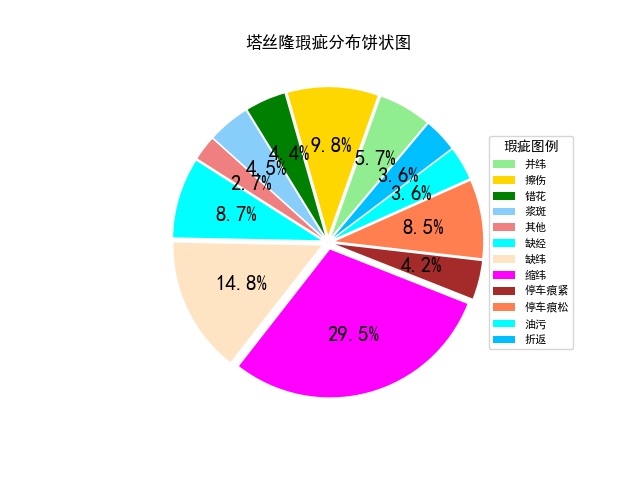 塔丝隆瑕疵分布饼状图
9.8%
5.7%
4.4%
4.5%
2.7%
3.6%
3.6%
8.7%
8.5%
4.2%
14.8%
29.5%
瑕疵图例
并纬
擦伤
错花
浆斑
其他
缺经
缺纬
缩纬
停车痕紧
停车痕松
油污
折返